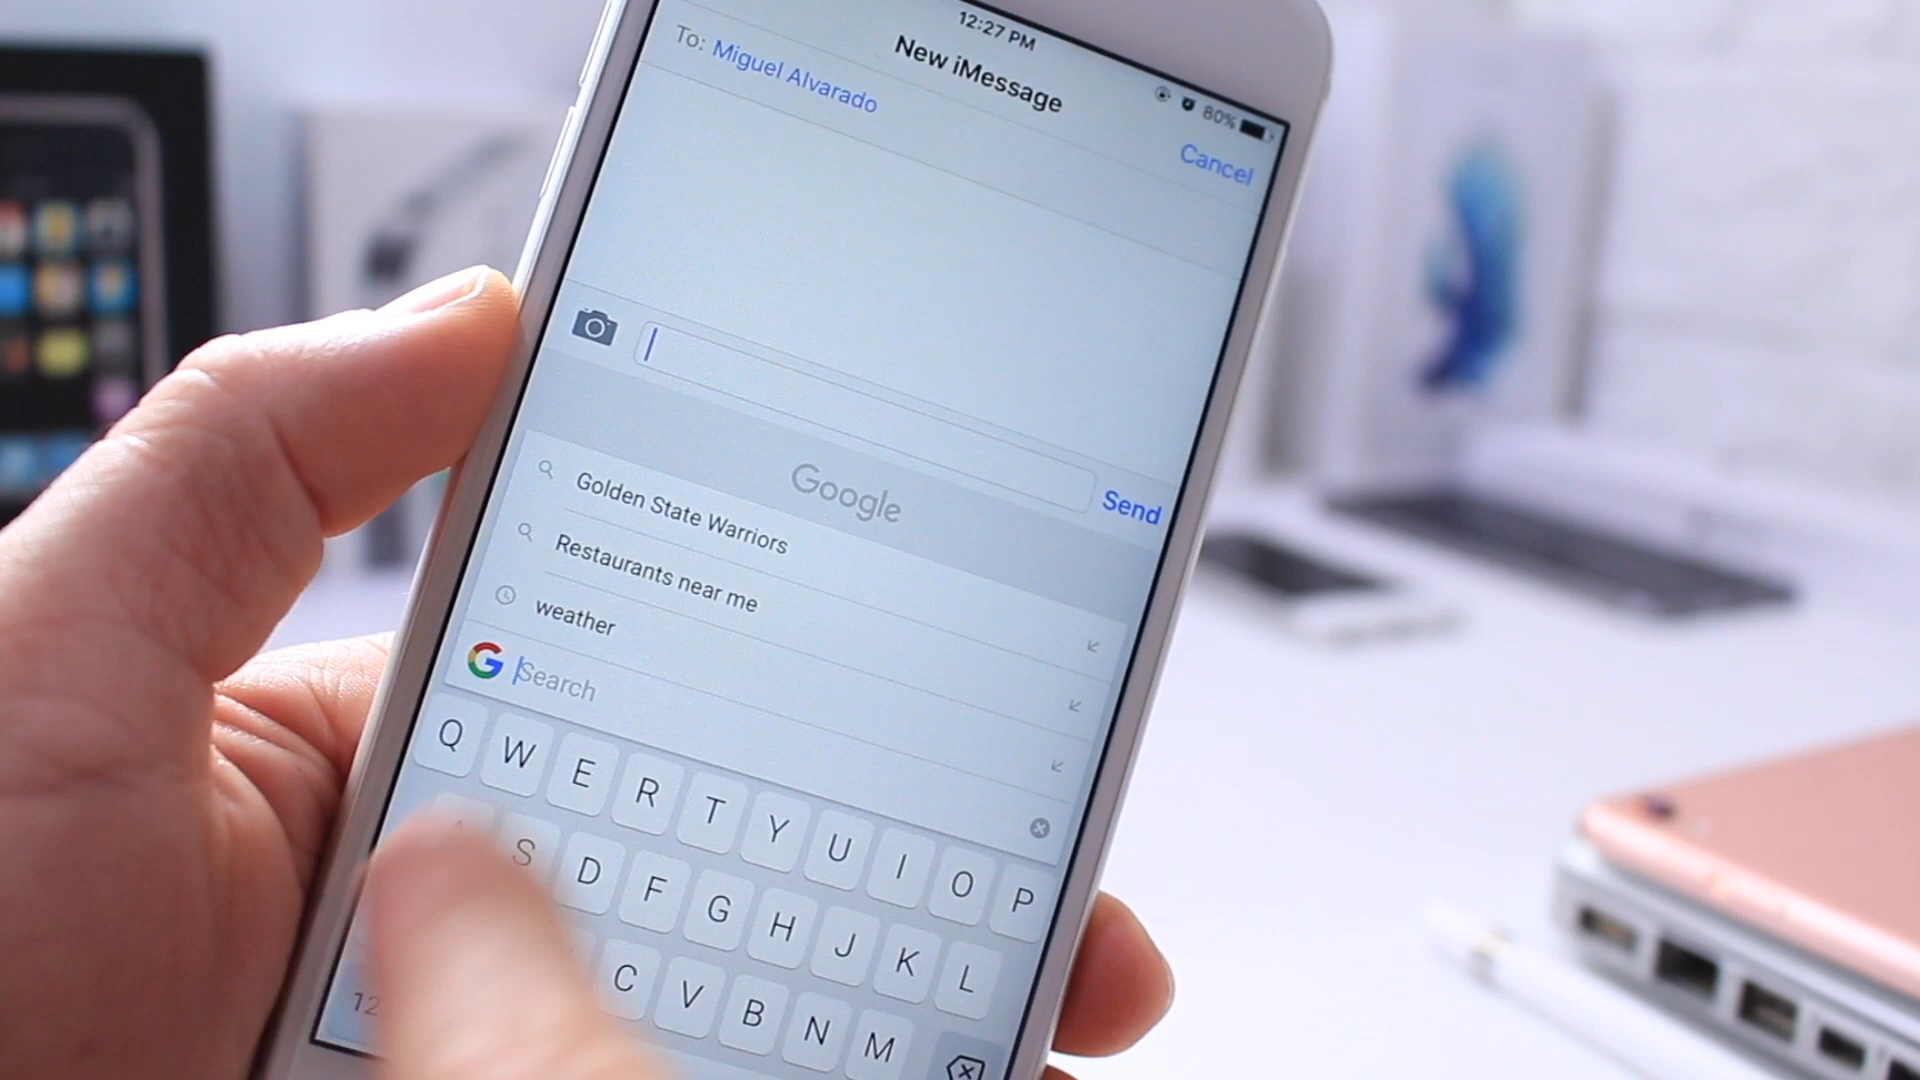 12:27 PM
80%
New iMessage
To: Miguel Alvarado
Cancel
Send
Google
Golden State Warriors
Restaurants near me
weather
G Search
Q W E R T Y U I O P
S D F G H J K L
C V B N M
12